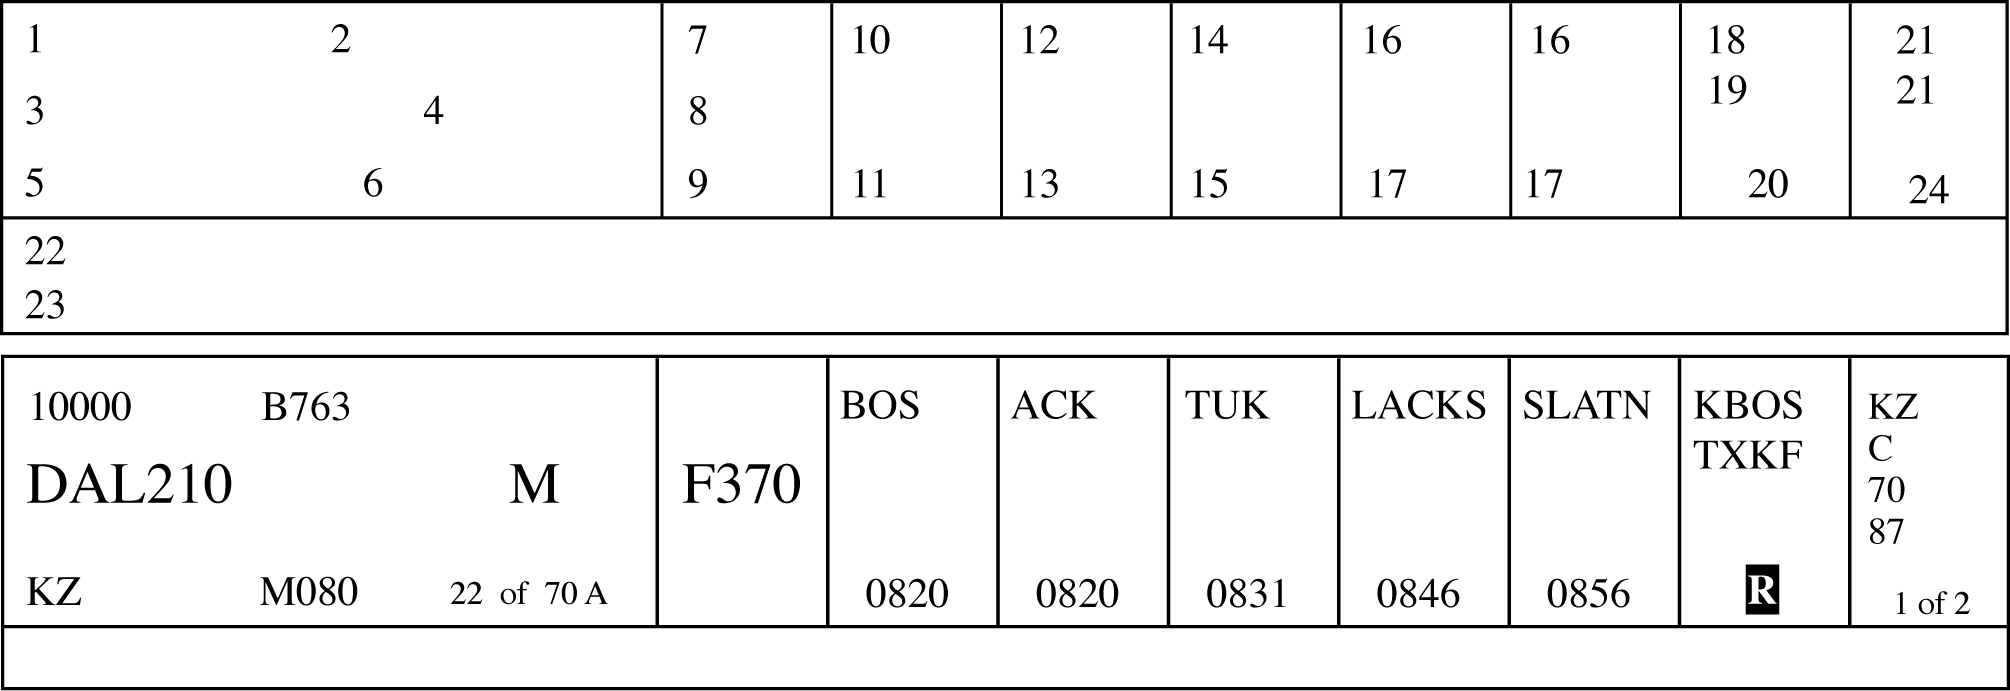 1 2 7 10 12 14 16 16 18 21
19 21
3 4 8
5 6 9 11 13 15 17 17 20 24
22
23
10000 B763 BOS ACK TUK LACKS SLATN KBOS KZ
TXKF C
DAL210 M F370 70
87
KZ M080 22 of 70 A 0820 0820 0831 0846 0856 R 1 of 2